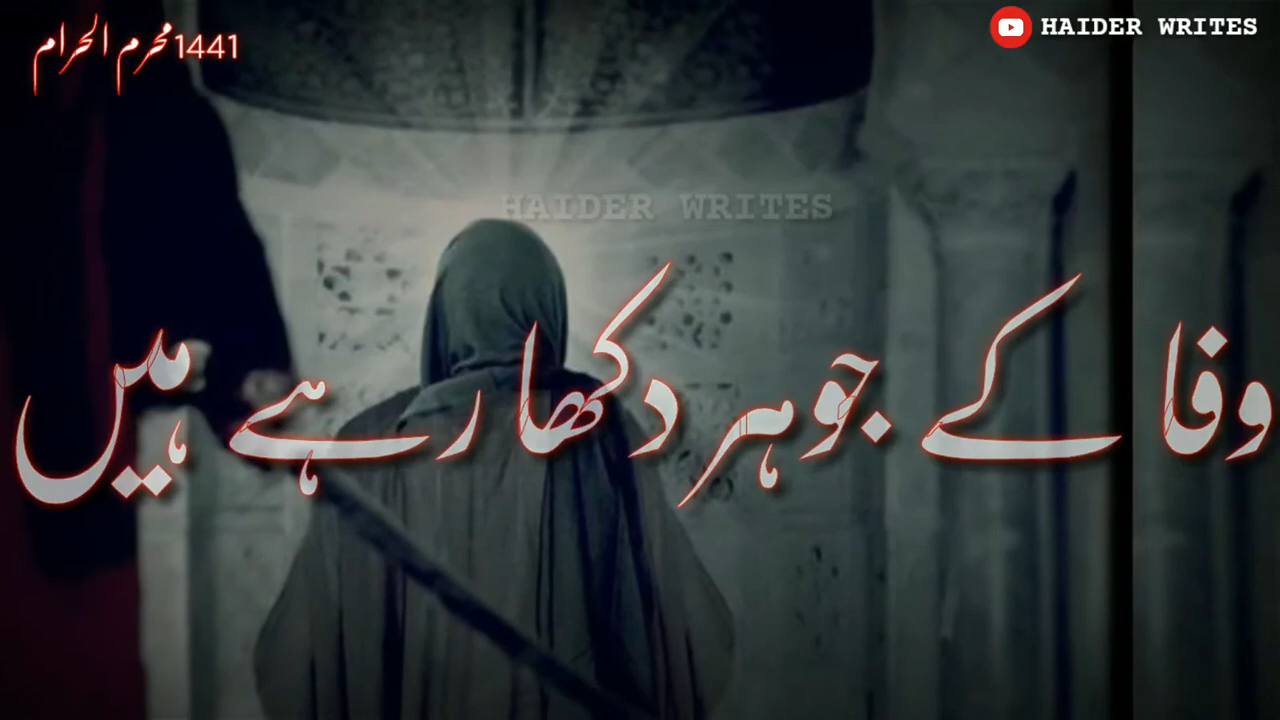 محرم الحرام 1441
HAIDER WRITES
HAIDER WRITES
وفا کے جوہر دکھا رہے ہیں